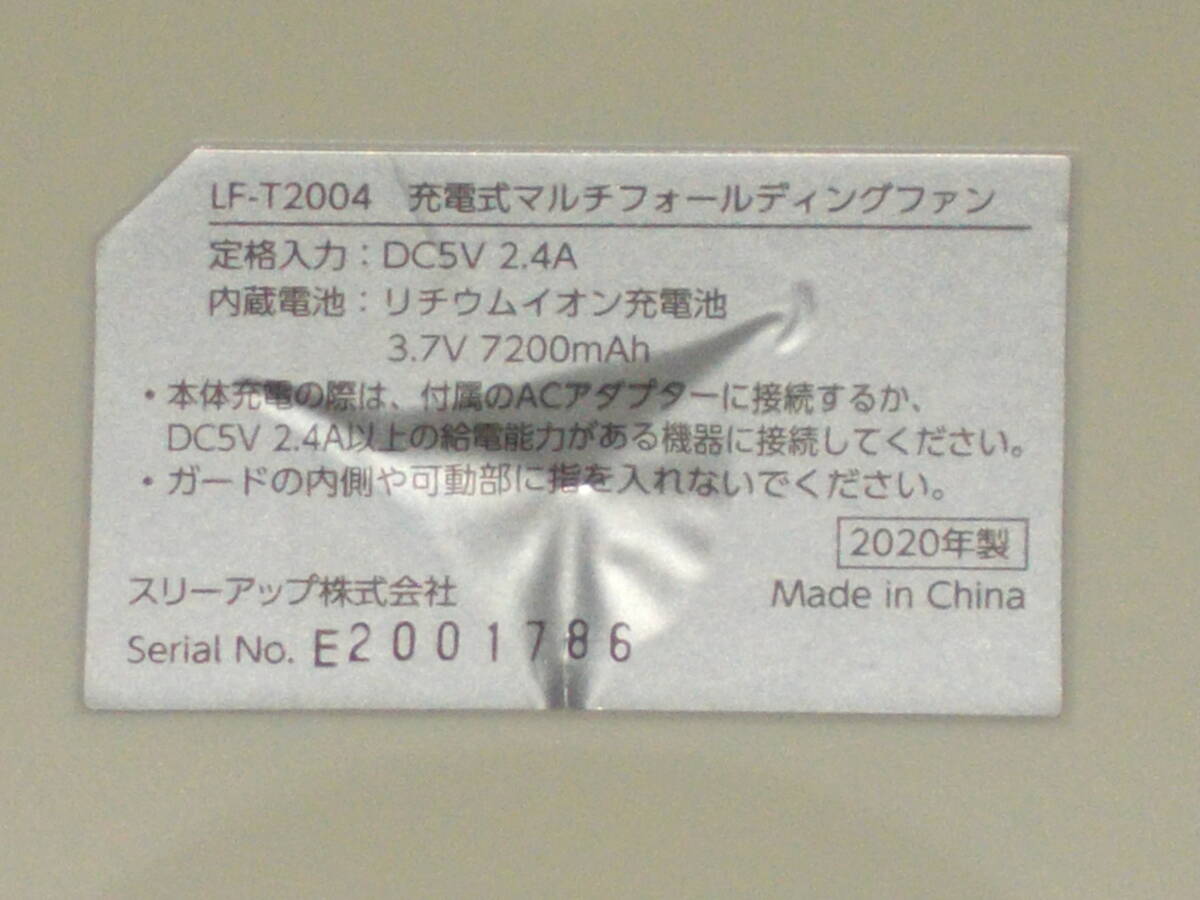 LF-T2004　充電式マルチフォールディングファン
定格入力：DC5V 2.4A
内蔵電池：リチウムイオン充電池
3.7V 7200mAh
・本体充電の際は、付属のACアダプターに接続するか、
DC5V 2.4A以上の給電能力がある機器に接続してください。
・ガードの内側や可動部に指を入れないでください。
2020年製
スリーアップ株式会社 Made in China
Serial No. E2001786